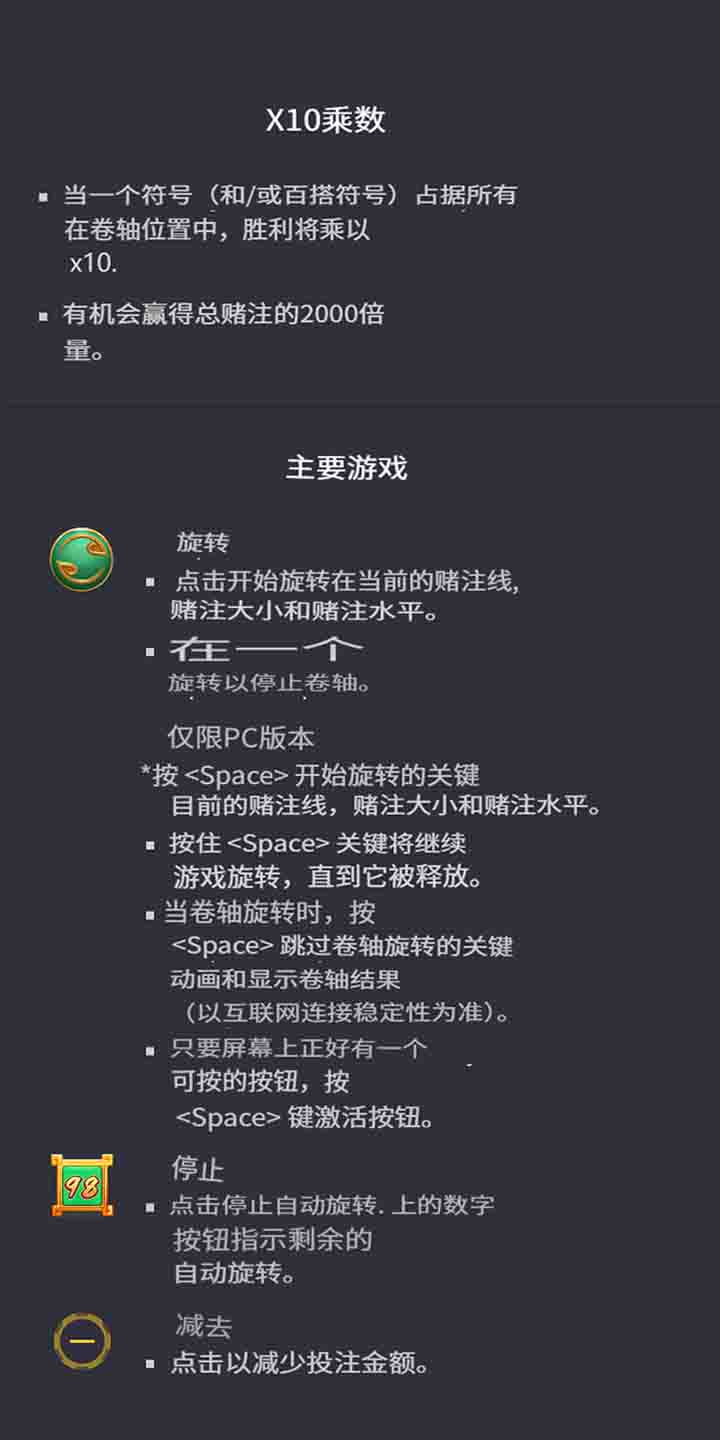 X10乘数
▪ 当一个符号（和/或百搭符号）占据所有
在卷轴位置中，胜利将乘以
x10.
▪ 有机会赢得总赌注的2000倍
量。
主要游戏
旋转
▪ 点击开始旋转在当前的赌注线,
赌注大小和赌注水平。
▪ 在一个
旋转以停止卷轴。
仅限PC版本
*按 <Space> 开始旋转的关键
目前的赌注线，赌注大小和赌注水平。
▪ 按住 <Space> 关键将继续
游戏旋转，直到它被释放。
▪ 当卷轴旋转时，按
<Space> 跳过卷轴旋转的关键
动画和显示卷轴结果
（以互联网连接稳定性为准）。
▪ 只要屏幕上正好有一个
可按的按钮，按
<Space> 键激活按钮。
98
停止
▪ 点击停止自动旋转. 上的数字
按钮指示剩余的
自动旋转。
减去
▪ 点击以减少投注金额。